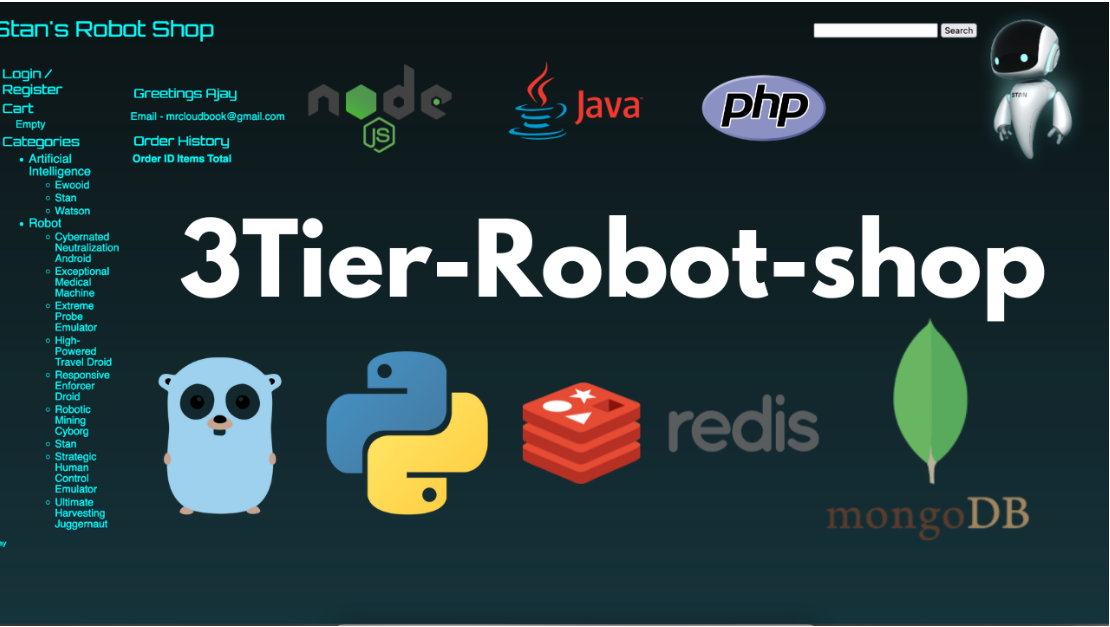 Stan's Robot Shop
Search
Login /
Register
Cart
Empty
Categories
Artificial
Intelligence
Ewooid
Stan
Watson
Robot
Cybernated
Neutralization
Android
Exceptional
Medical
Machine
Extreme
Probe
Emulator
High-
Powered
Travel Droid
Responsive
Enforcer
Droid
Robotic
Mining
Cyborg
Stan
Strategic
Human
Control
Emulator
Ultimate
Harvesting
Juggernaut
Greetings Ajay
Email - mrcloudbook@gmail.com
Order History
Order ID Items Total
node
JS
Java
php
STAN
3Tier-Robot-shop
redis
mongoDB